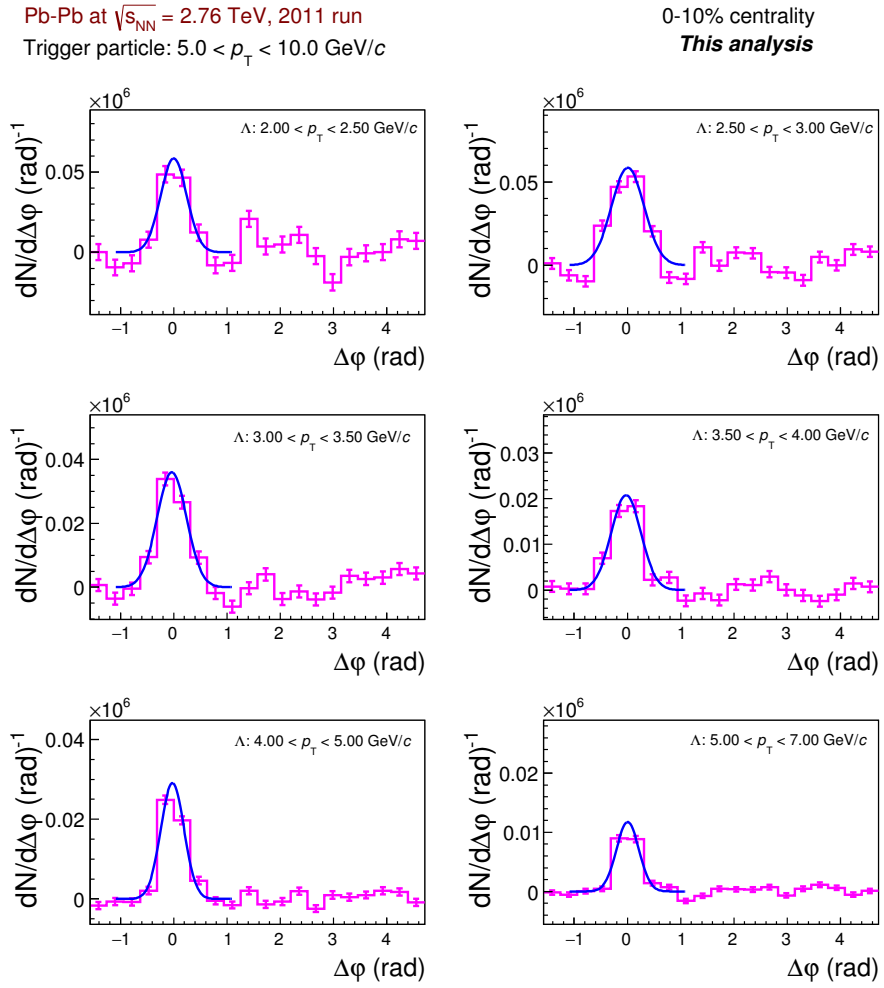 Pb-Pb at √s_NN = 2.76 TeV, 2011 run
0-10% centrality
Trigger particle: 5.0 < p_T < 10.0 GeV/c
This analysis
×10^6
Λ: 2.00 < p_T < 2.50 GeV/c
dN/dΔφ (rad)^-1
0.05
0
−1 0 1 2 3 4
Δφ (rad)
×10^6
Λ: 2.50 < p_T < 3.00 GeV/c
dN/dΔφ (rad)^-1
0.05
0
−1 0 1 2 3 4
Δφ (rad)
×10^6
Λ: 3.00 < p_T < 3.50 GeV/c
dN/dΔφ (rad)^-1
0.04
0.02
0
−1 0 1 2 3 4
Δφ (rad)
×10^6
Λ: 3.50 < p_T < 4.00 GeV/c
dN/dΔφ (rad)^-1
0.03
0.02
0.01
0
−1 0 1 2 3 4
Δφ (rad)
×10^6
Λ: 4.00 < p_T < 5.00 GeV/c
dN/dΔφ (rad)^-1
0.04
0.02
0
−1 0 1 2 3 4
Δφ (rad)
×10^6
Λ: 5.00 < p_T < 7.00 GeV/c
dN/dΔφ (rad)^-1
0.02
0.01
0
−1 0 1 2 3 4
Δφ (rad)